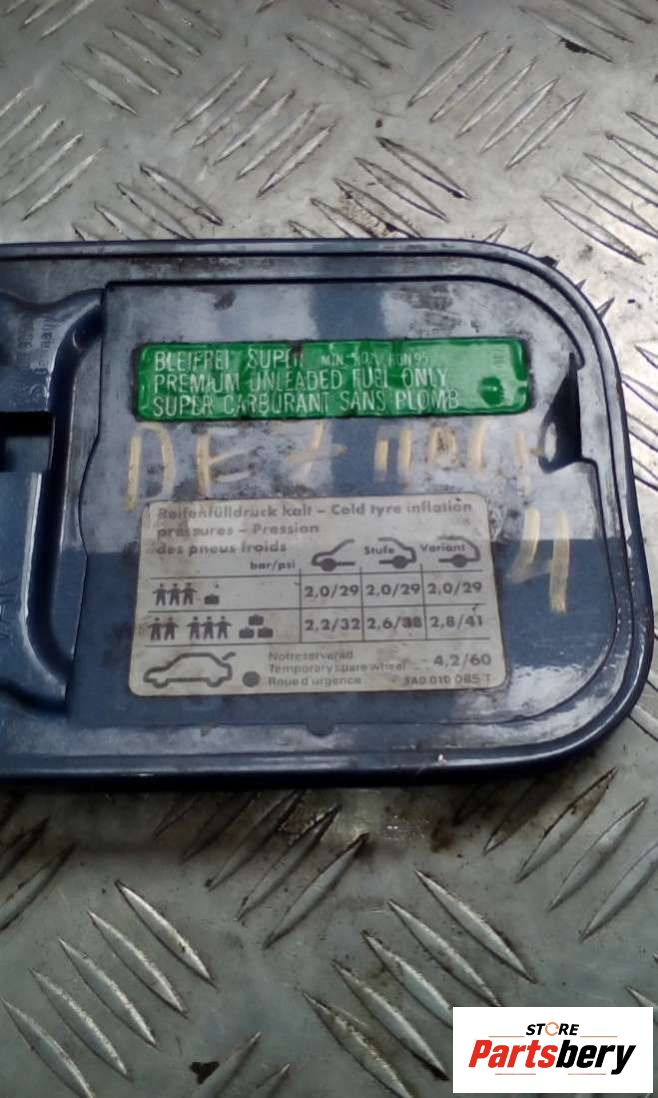 BLEIFREI SUPER MIN.
PREMIUM UNLEADED FUEL ONLY
SUPER CARBURANT SANS PLOMB
Reifenfülldruck kalt – Cold tyre inflation
pressures – Pression
des pneus froids
bar/psi Stufe Variant
2,0/29 2,0/29 2,0/29
2,2/32 2,6/38 2,8/41
Notreserverad
Temporary spare wheel 4,2/60
Roue d'urgence 3A0 010 085 T
STORE
Partsbery